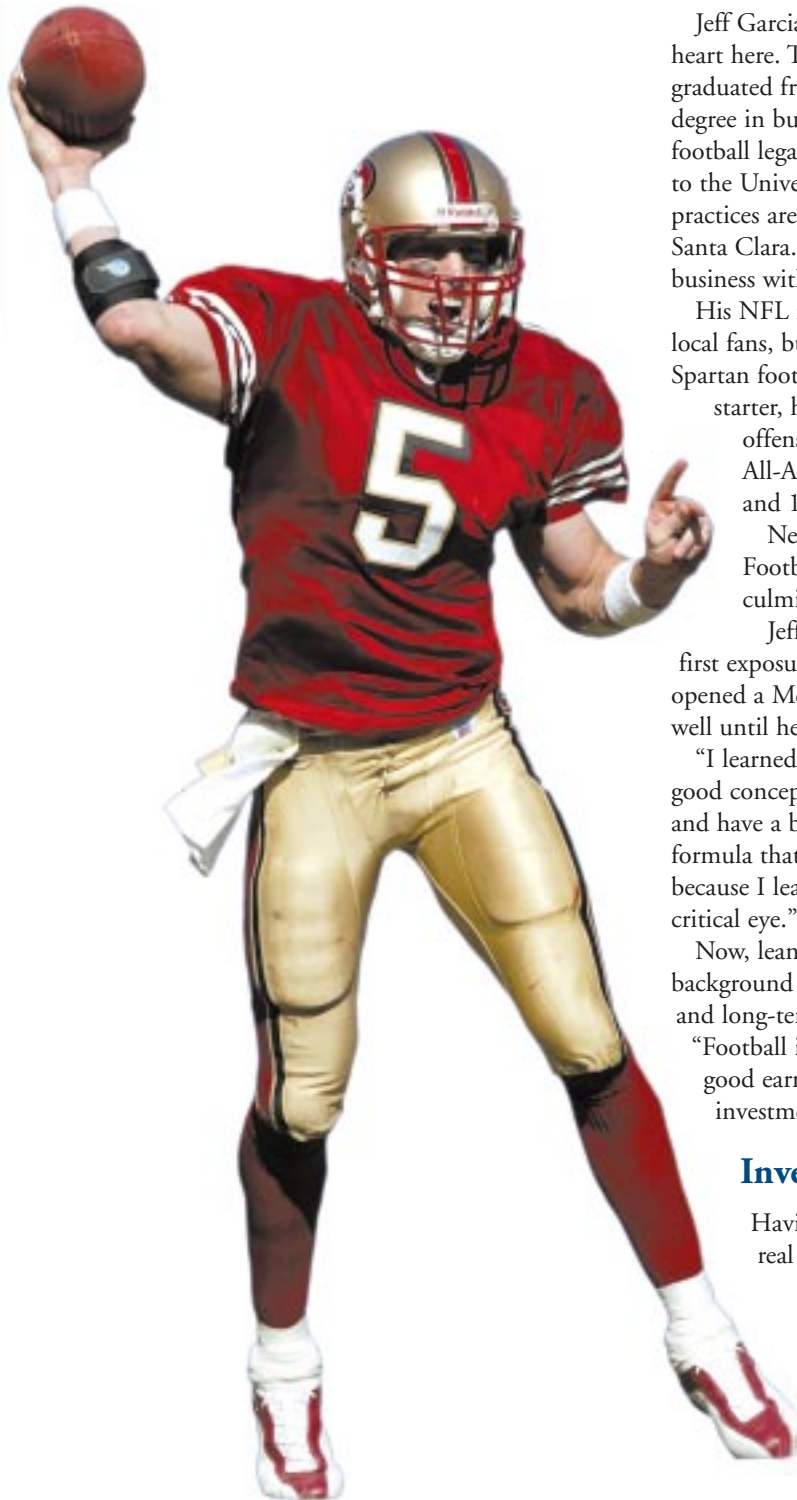 5
Jeff Garcia
heart here. T
graduated fr
degree in bu
football lega
to the Unive
practices are
Santa Clara.
business with
His NFL
local fans, bu
Spartan foot
starter, h
offens
All-A
and 1
Ne
Footb
culmi
Jeff
first exposu
opened a M
well until he
“I learned
good concep
and have a b
formula that
because I lea
critical eye.”
Now, lean
background
and long-ter
“Football i
good earn
investme
Inve
Havi
real